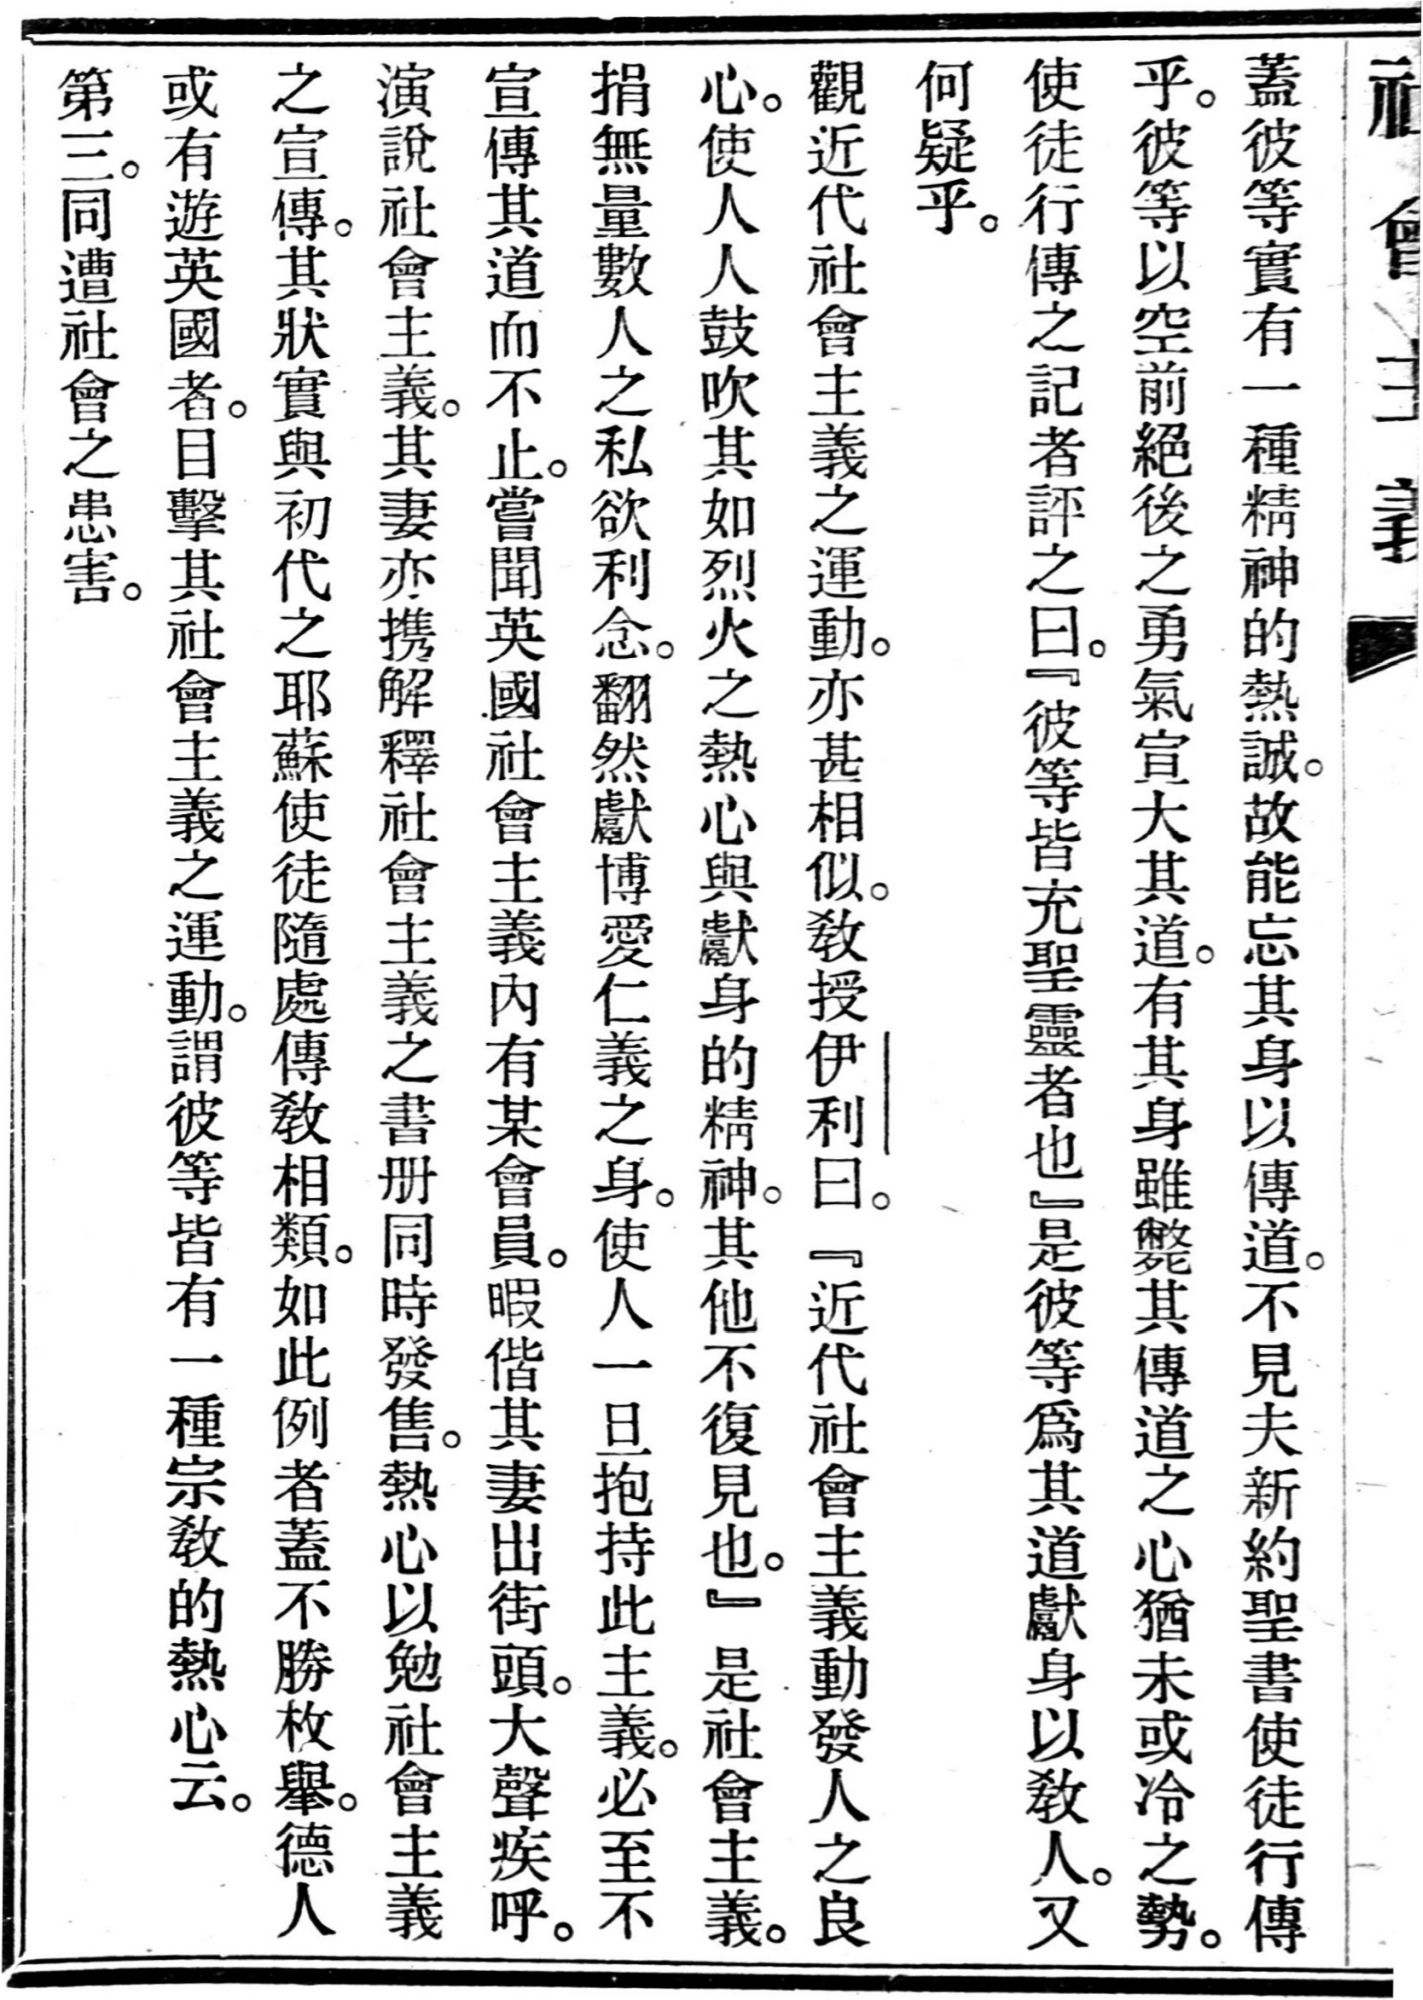 社會主義
蓋彼等實有一種精神的熱誠。故能忘其身以傳道。不見夫新約聖書使徒行傳
乎。彼等以空前絕後之勇氣宣大其道。有其身雖斃其傳道之心猶未或冷之勢。
使徒行傳之記者評之曰。『彼等皆充聖靈者也』是彼等爲其道獻身以敎人。又
何疑乎。
觀近代社會主義之運動。亦甚相似。敎授伊利曰。『近代社會主義動發人之良
心。使人人鼓吹其如烈火之熱心與獻身的精神。其他不復見也。』是社會主義。
捐無量數人之私欲利念。翻然獻博愛仁義之身。使人一旦抱持此主義。必至不
宣傳其道而不止。嘗聞英國社會主義內有某會員。暇偕其妻出街頭。大聲疾呼。
演說社會主義。其妻亦携解釋社會主義之書册同時發售。熱心以勉社會主義
之宣傳。其狀實與初代之耶蘇使徒隨處傳敎相類。如此例者蓋不勝枚舉。德人
或有遊英國者。目擊其社會主義之運動。謂彼等皆有一種宗敎的熱心云。
第三。同遭社會之患害。